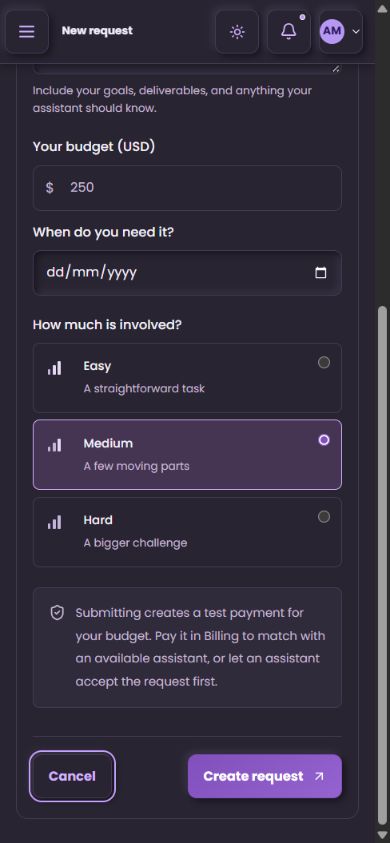 New request
AM
Include your goals, deliverables, and anything your
assistant should know.
Your budget (USD)
$ 250
When do you need it?
dd/mm/yyyy
How much is involved?
Easy
A straightforward task
Medium
A few moving parts
Hard
A bigger challenge
Submitting creates a test payment for
your budget. Pay it in Billing to match with
an available assistant, or let an assistant
accept the request first.
Cancel
Create request